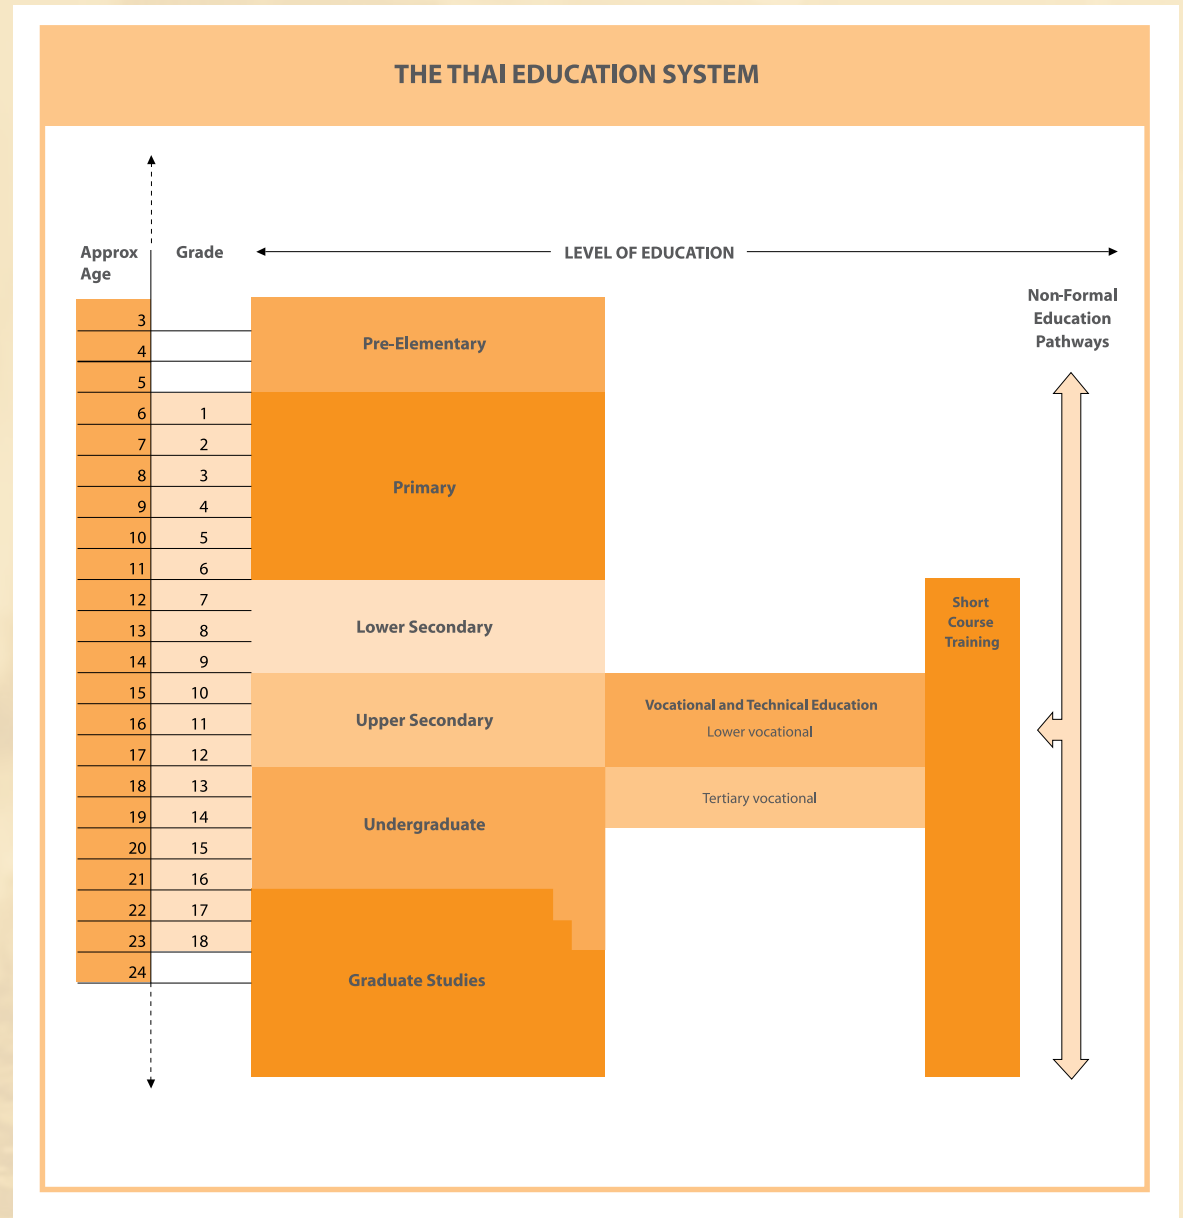 THE THAI EDUCATION SYSTEM
Approx
Age
Grade
LEVEL OF EDUCATION
Non-Formal
Education
Pathways
3
4
5
Pre-Elementary
6 1
7 2
8 3
9 4
10 5
11 6
Primary
12 7
13 8
14 9
Lower Secondary
Short
Course
Training
15 10
16 11
17 12
Upper Secondary
Vocational and Technical Education
Lower vocational
18 13
19 14
20 15
21 16
Undergraduate
Tertiary vocational
22 17
23 18
24
Graduate Studies